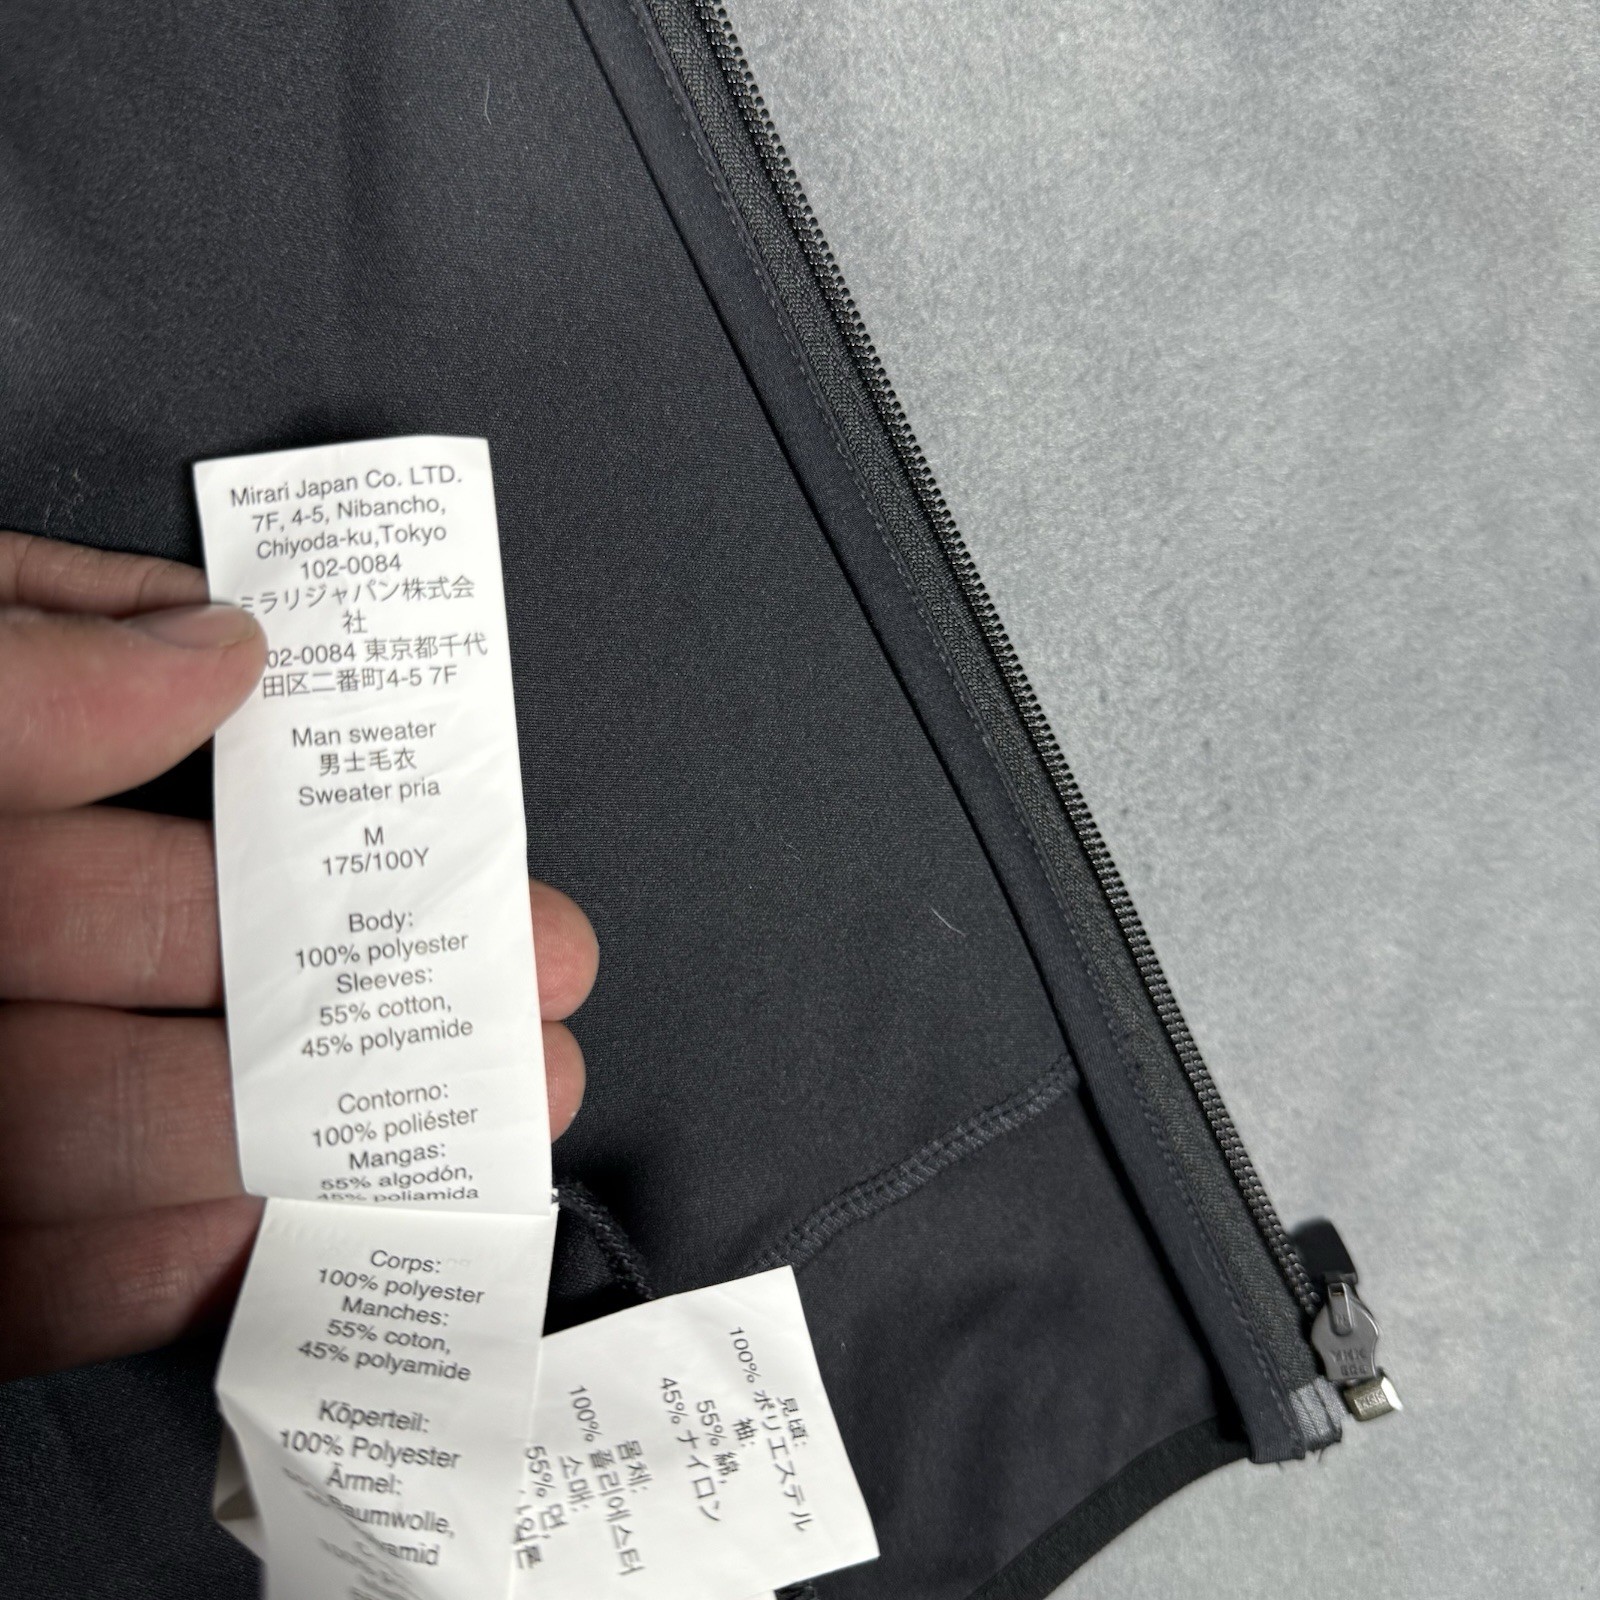 Mirari Japan Co. LTD.
7F, 4-5, Nibancho,
Chiyoda-ku,Tokyo
102-0084
ミラリジャパン株式会
社
02-0084 東京都千代
田区二番町4-5 7F
Man sweater
男士毛衣
Sweater pria
M
175/100Y
Body:
100% polyester
Sleeves:
55% cotton,
45% polyamide
Contorno:
100% poliéster
Mangas:
55% algodón,
45% poliamida
Corps:
100% polyester
Manches:
55% coton,
45% polyamide
Köperteil:
100% Polyester
Ärmel:
Baumwolle,
見頃:
100% ポリエステル
袖:
55% 綿,
45% ナイロン
몸체:
100% 폴리에스터
소매:
55% 면
YKK